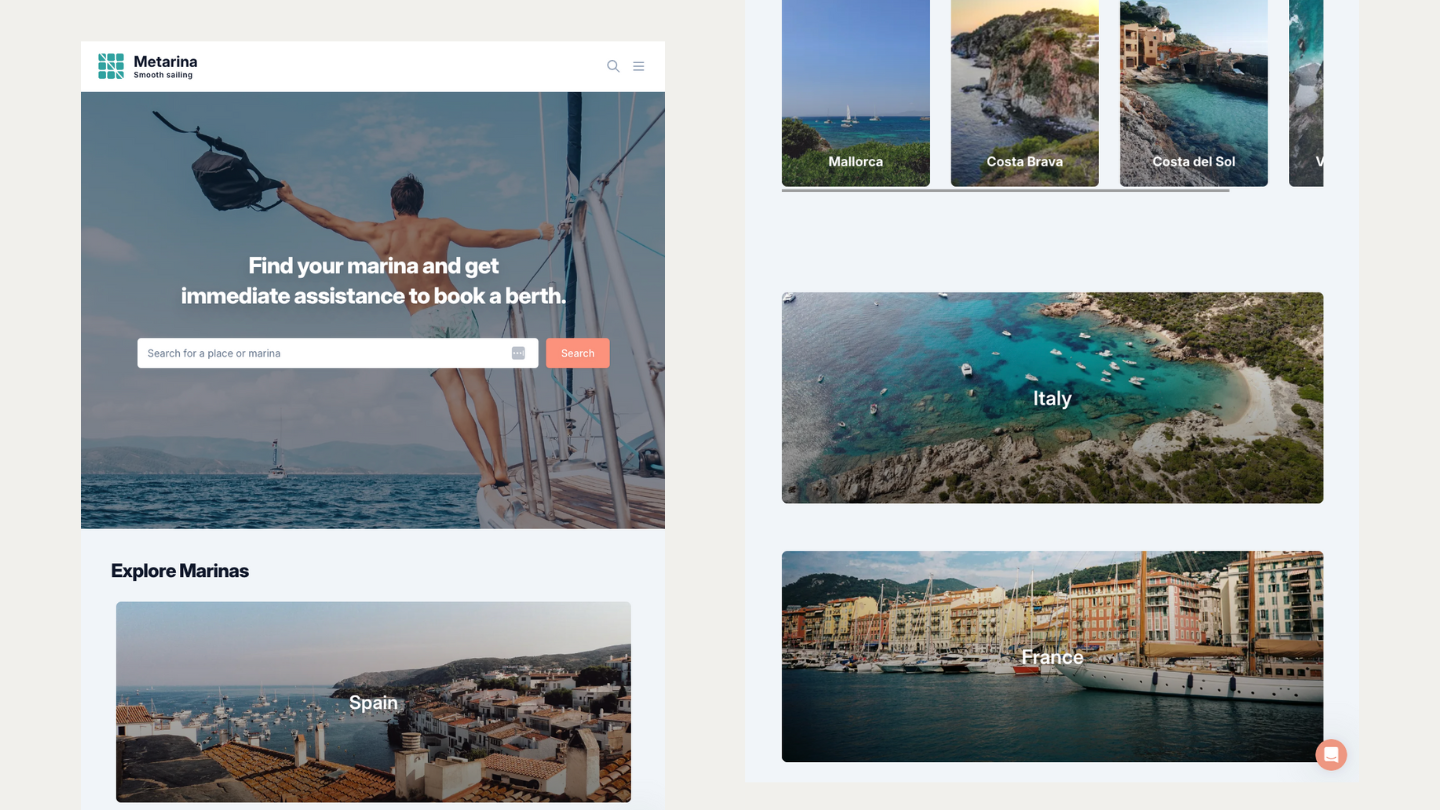 Metarina
Smooth sailing
Find your marina and get
immediate assistance to book a berth.
Search for a place or marina
Search
Explore Marinas
Spain
Mallorca
Costa Brava
Costa del Sol
V
Italy
France